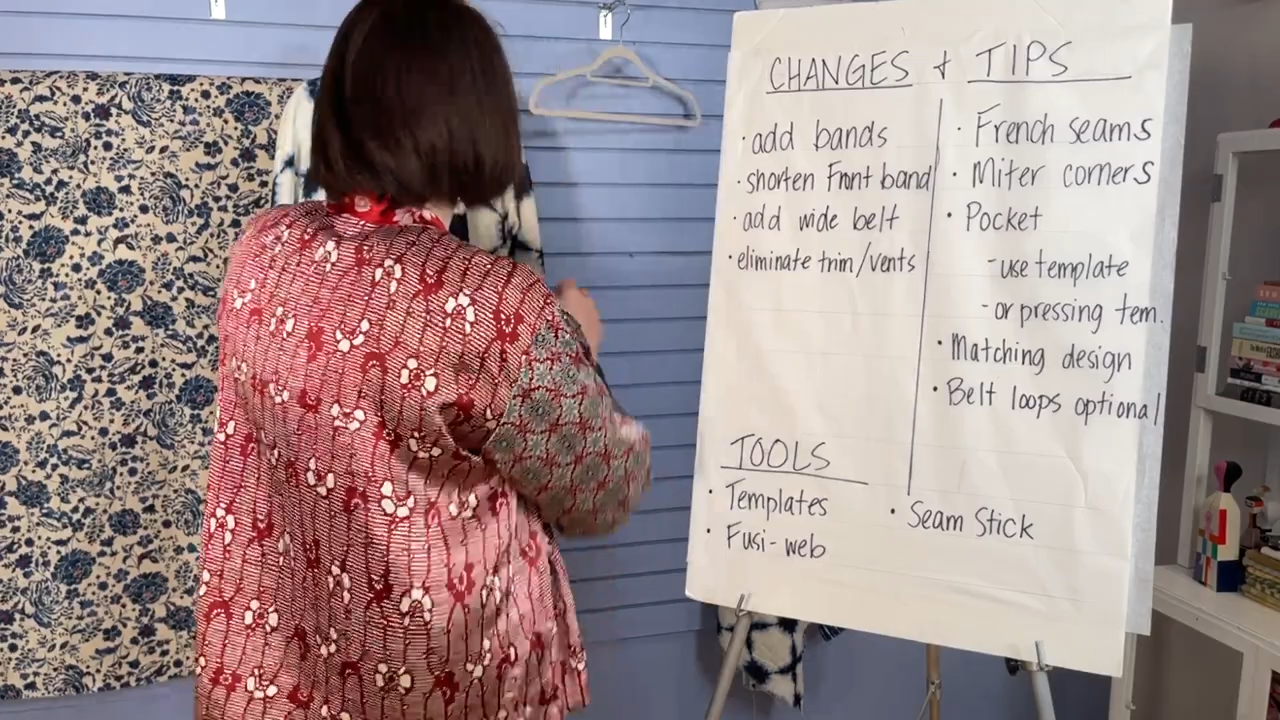 CHANGES + TIPS
· add bands
· shorten Front band
· add wide belt
· eliminate trim/vents
· French seams
· Miter corners
· Pocket
- use template
- or pressing tem.
· Matching design
· Belt loops optional
TOOLS
· Templates
· Fusi-web
· Seam Stick